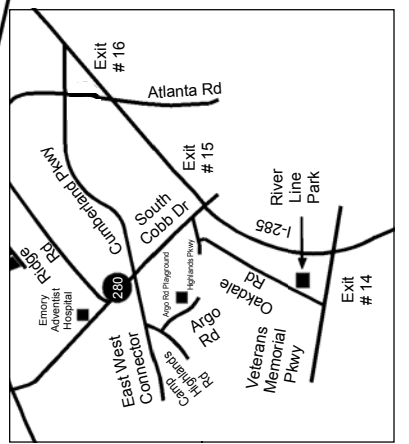 Exit
# 16
Atlanta Rd
Cumberland Pkwy
Exit
# 15
South
Cobb Dr
River
Line
Park
I-285
Ridge
Rd
280
Emory
Adventist
Hospital
Argo Rd Playground
Highlands Pkwy
Oakdale
Rd
Exit
# 14
Argo
Rd
East West
Connector
Camp
Highlands
Rd
Veterans
Memorial
Pkwy